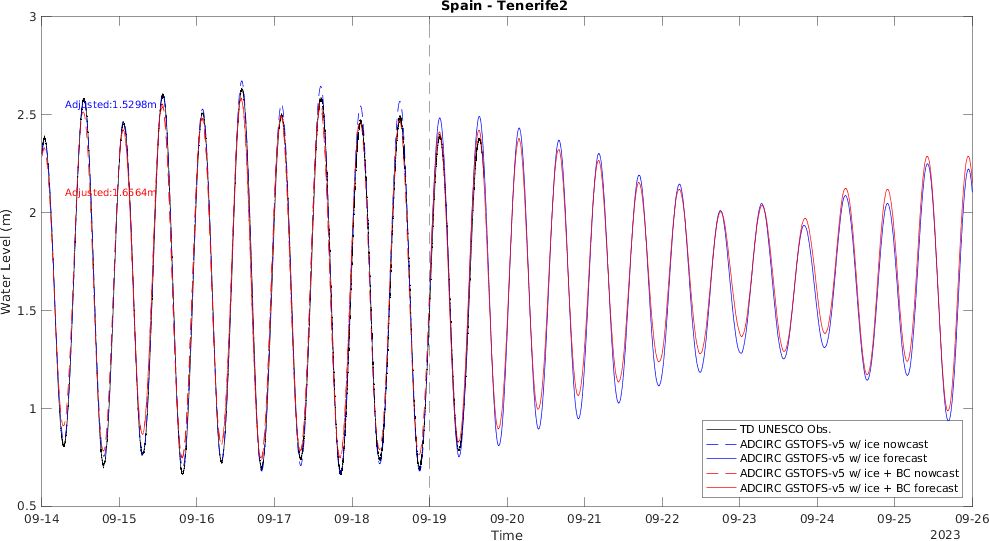 Spain - Tenerife2
3
2.5
2
1.5
1
0.5
Water Level (m)
Adjusted:1.5298m
Adjusted:1.6564m
TD UNESCO Obs.
ADCIRC GSTOFS-v5 w/ ice nowcast
ADCIRC GSTOFS-v5 w/ ice forecast
ADCIRC GSTOFS-v5 w/ ice + BC nowcast
ADCIRC GSTOFS-v5 w/ ice + BC forecast
09-14 09-15 09-16 09-17 09-18 09-19 09-20 09-21 09-22 09-23 09-24 09-25 09-26
Time
2023